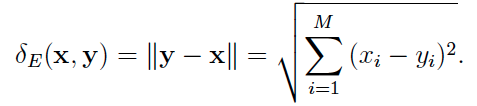 δ_E(𝐱, 𝐲) = ‖𝐲 − 𝐱‖ = √(∑_{i=1}^{M} (x_i − y_i)²).